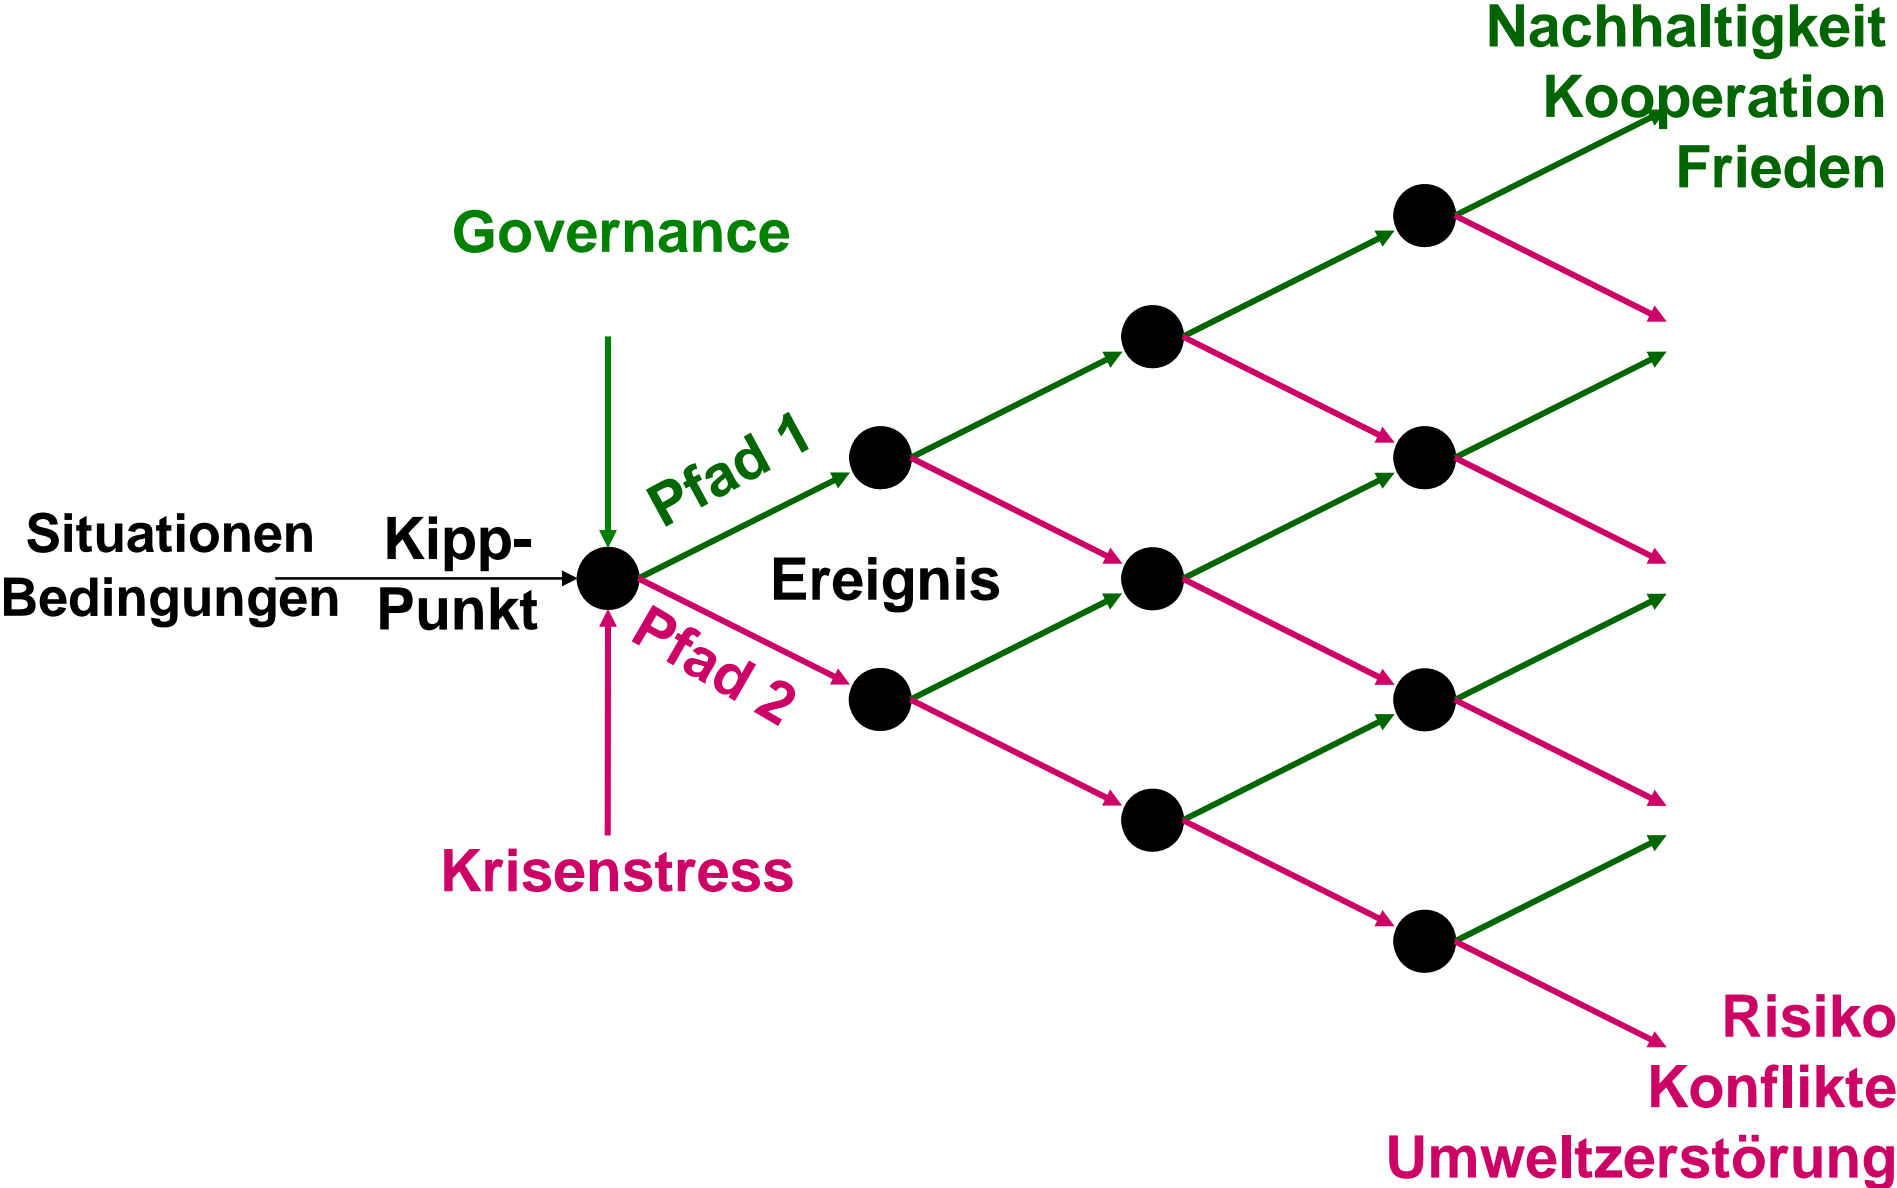 Nachhaltigkeit
Kooperation
Frieden
Governance
Pfad 1
Situationen
Bedingungen
Kipp-
Punkt
Ereignis
Pfad 2
Krisenstress
Risiko
Konflikte
Umweltzerstörung